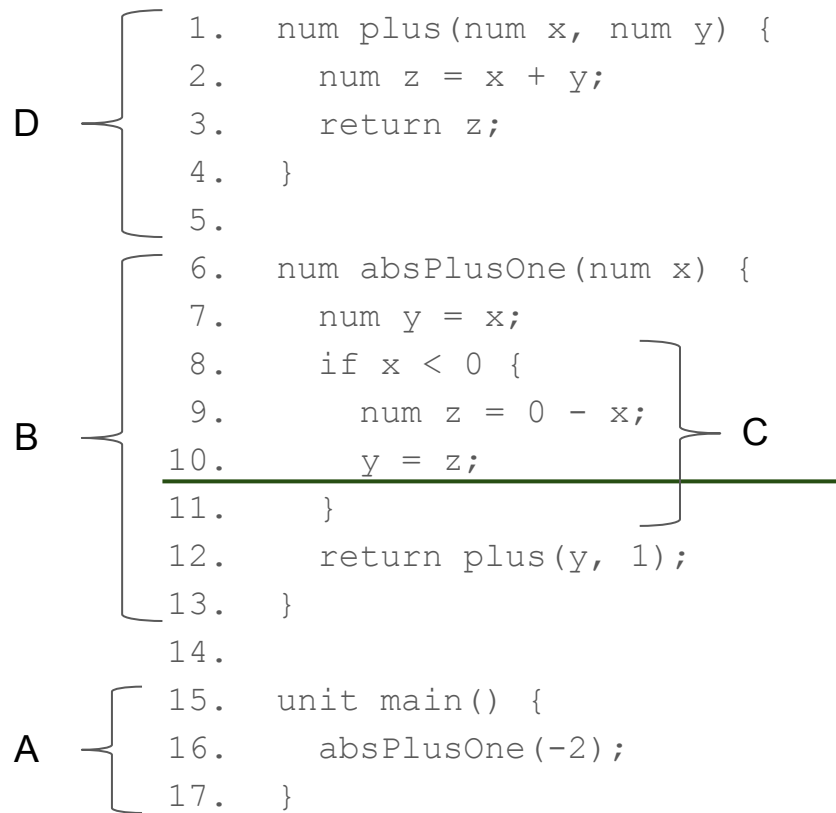 1. num plus(num x, num y) {
2. num z = x + y;
D 3. return z;
4. }
5.
6. num absPlusOne(num x) {
7. num y = x;
8. if x < 0 {
B 9. num z = 0 - x; C
10. y = z;
11. }
12. return plus(y, 1);
13. }
14.
15. unit main() {
A 16. absPlusOne(-2);
17. }